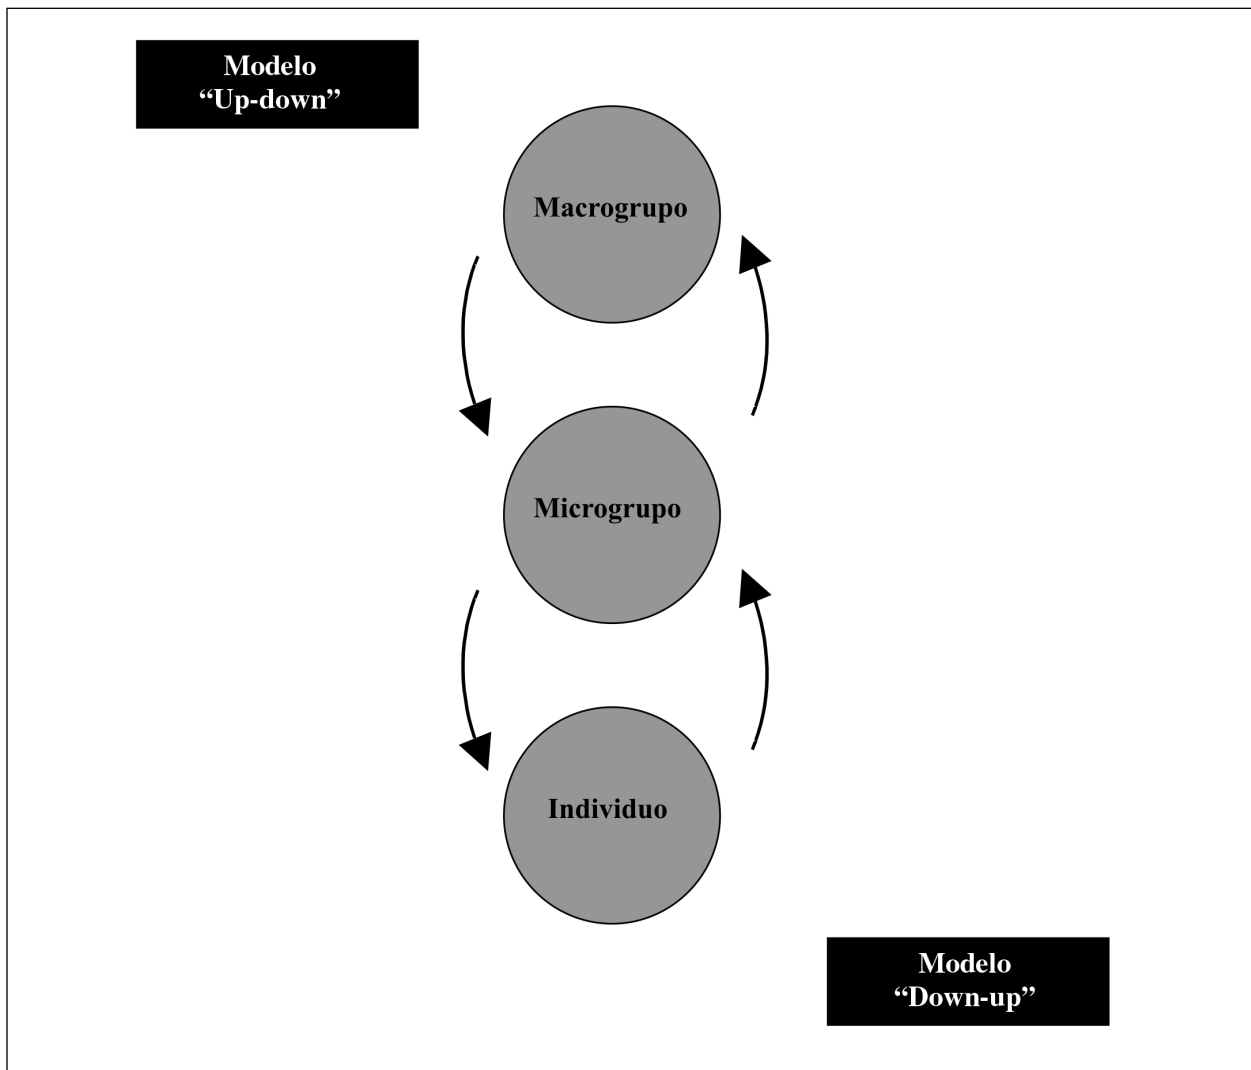 Modelo
“Up-down”
Macrogrupo
Microgrupo
Individuo
Modelo
“Down-up”